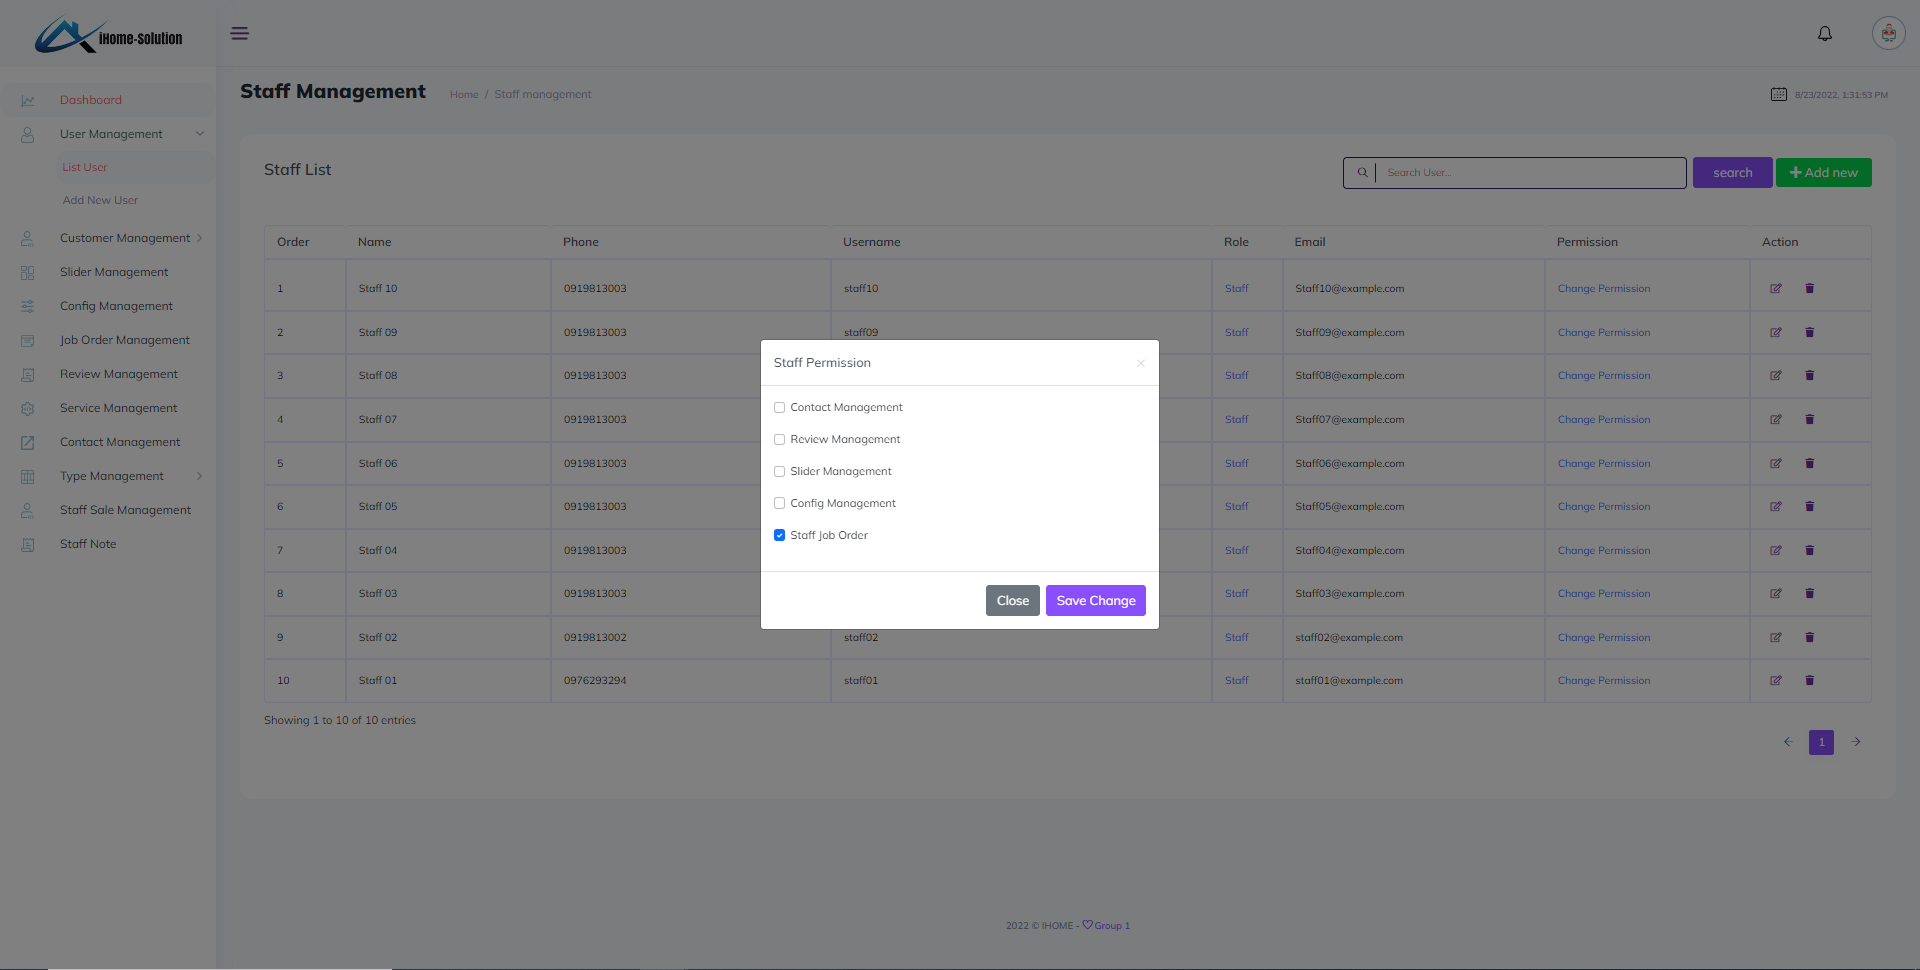 iHome-solution
Dashboard
User Management
List User
Add New User
Customer Management
Slider Management
Config Management
Job Order Management
Review Management
Service Management
Contact Management
Type Management
Staff Sale Management
Staff Note
Staff Management
Home / Staff management
8/23/2022, 1:31:53 PM
Staff List
Search User...
search
Add new
Order Name Phone Username Role Email Permission Action
1 Staff 10 0919813003 staff10 Staff Staff10@example.com Change Permission
2 Staff 09 0919813003 staff09 Staff Staff09@example.com Change Permission
3 Staff 08 0919813003 Staff Staff08@example.com Change Permission
4 Staff 07 0919813003 Staff Staff07@example.com Change Permission
5 Staff 06 0919813003 Staff Staff06@example.com Change Permission
6 Staff 05 0919813003 Staff Staff05@example.com Change Permission
7 Staff 04 0919813003 Staff Staff04@example.com Change Permission
8 Staff 03 0919813003 Staff Staff03@example.com Change Permission
9 Staff 02 0919813002 staff02 Staff staff02@example.com Change Permission
10 Staff 01 0976293294 staff01 Staff staff01@example.com Change Permission
Showing 1 to 10 of 10 entries
1
Staff Permission
×
Contact Management
Review Management
Slider Management
Config Management
Staff Job Order
Close
Save Change
2022 © IHOME - Group 1